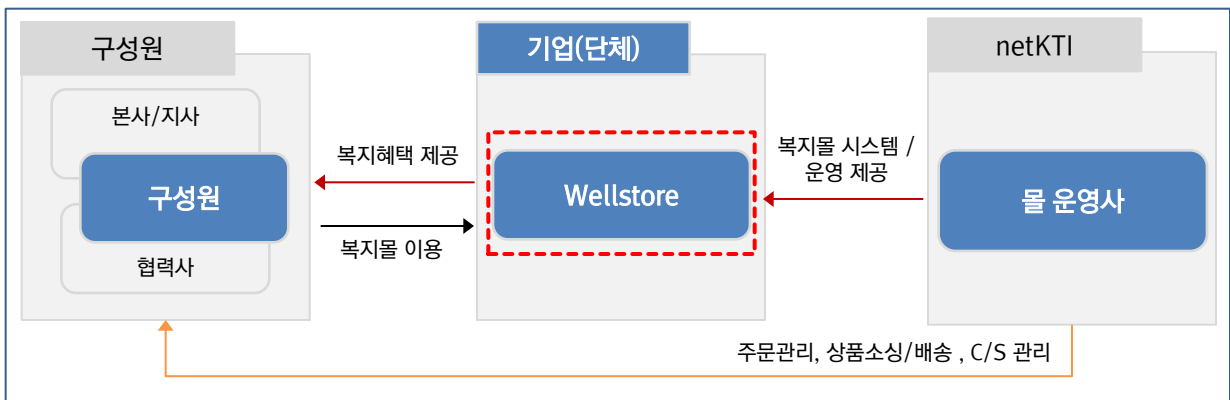 구성원
본사/지사
구성원
협력사
복지혜택 제공
복지몰 이용
기업(단체)
Wellstore
복지몰 시스템 /
운영 제공
netKTI
몰 운영사
주문관리, 상품소싱/배송 , C/S 관리